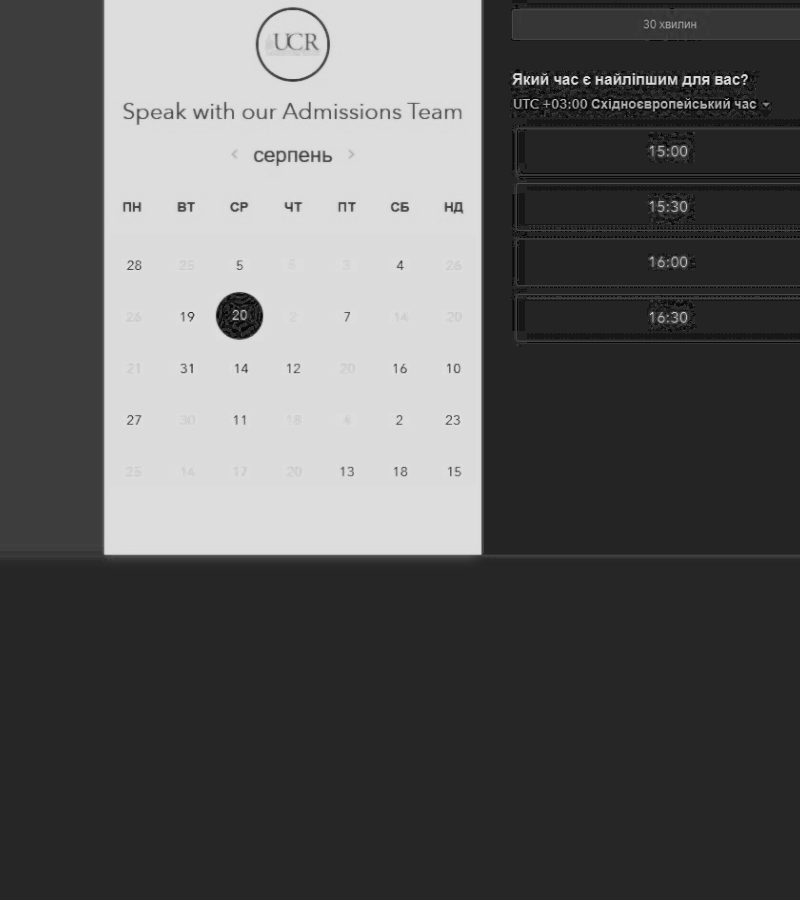 UCR
Speak with our Admissions Team
серпень
ПН ВТ СР ЧТ ПТ СБ НД
28 25 5 5 3 4 26
26 19 20 2 7 14 20
21 31 14 12 20 16 10
27 30 11 18 4 2 23
25 14 17 20 13 18 15
30 хвилин
Який час є найліпшим для вас?
UTC +03:00 Східноєвропейський час
15:00
15:30
16:00
16:30